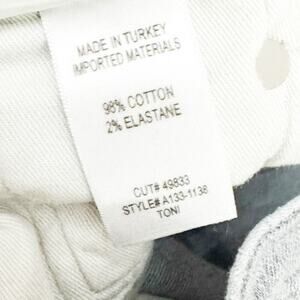 MADE IN TURKEY
IMPORTED MATERIALS
98% COTTON
2% ELASTANE
CUT# 49833
STYLE# A133-1136
TONI